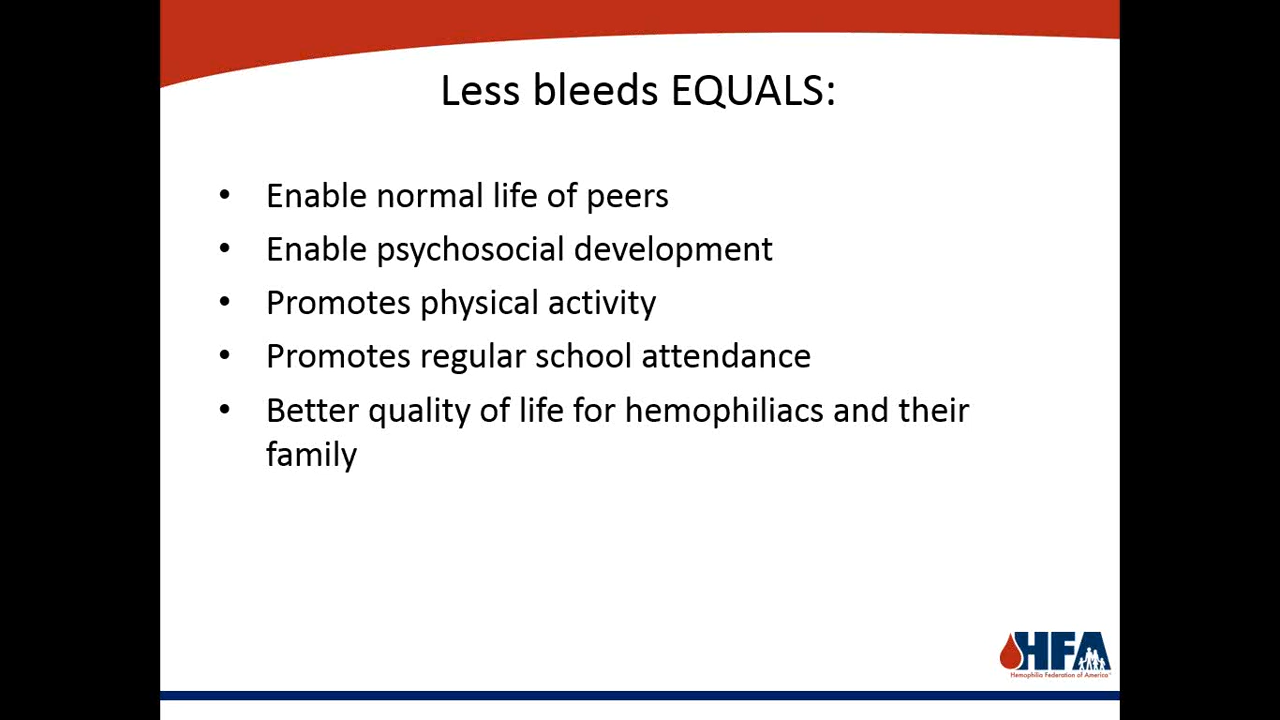 Less bleeds EQUALS:
• Enable normal life of peers
• Enable psychosocial development
• Promotes physical activity
• Promotes regular school attendance
• Better quality of life for hemophiliacs and their
family
HFA
Hemophilia Federation of America